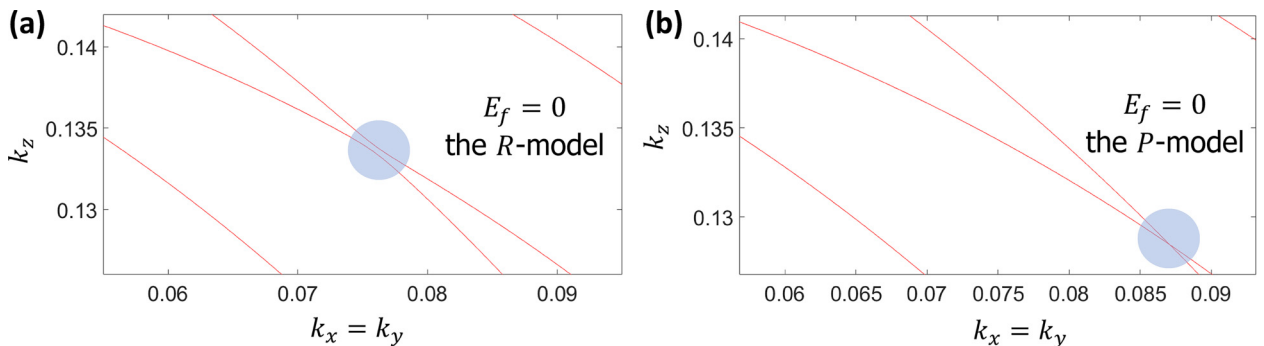 (a)
0.14
0.135
0.13
k_z
E_f = 0
the R-model
0.06
0.07
0.08
0.09
k_x = k_y
(b)
0.14
0.135
0.13
k_z
E_f = 0
the P-model
0.06
0.065
0.07
0.075
0.08
0.085
0.09
k_x = k_y